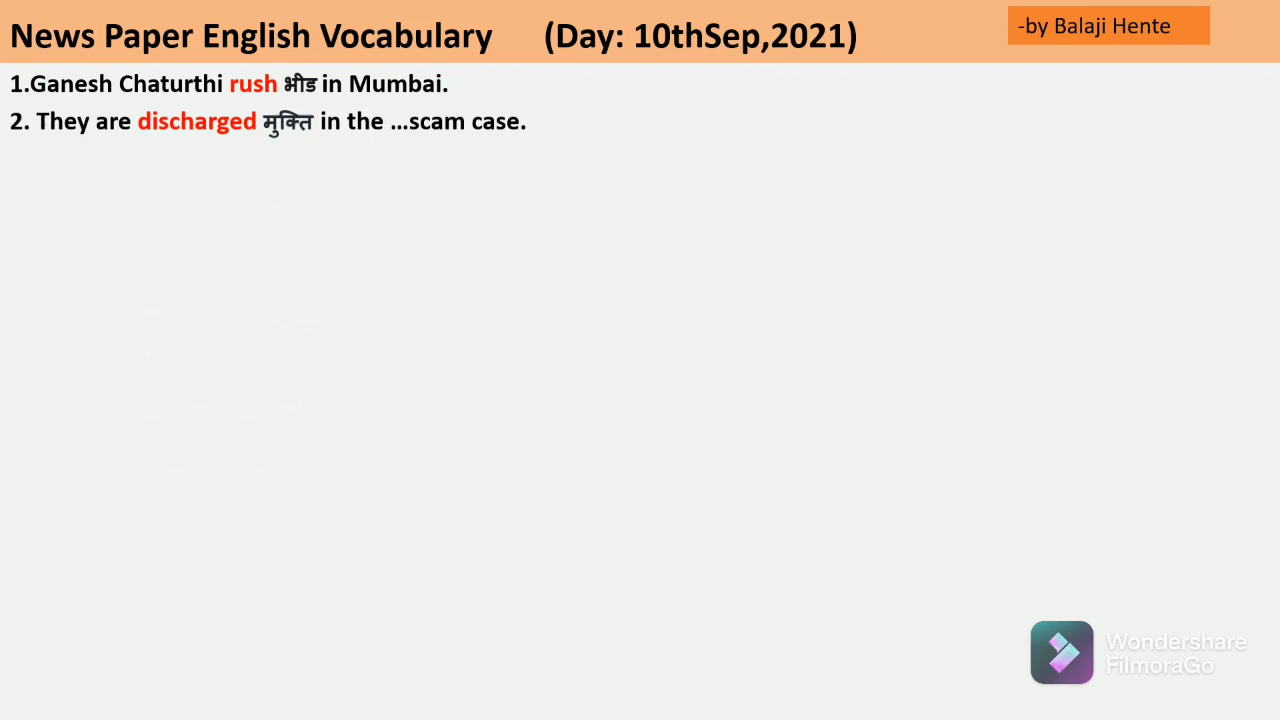 News Paper English Vocabulary (Day: 10thSep,2021)
-by Balaji Hente
1.Ganesh Chaturthi rush भीड in Mumbai.
2. They are discharged मुक्ति in the ...scam case.
Wondershare
FilmoraGo